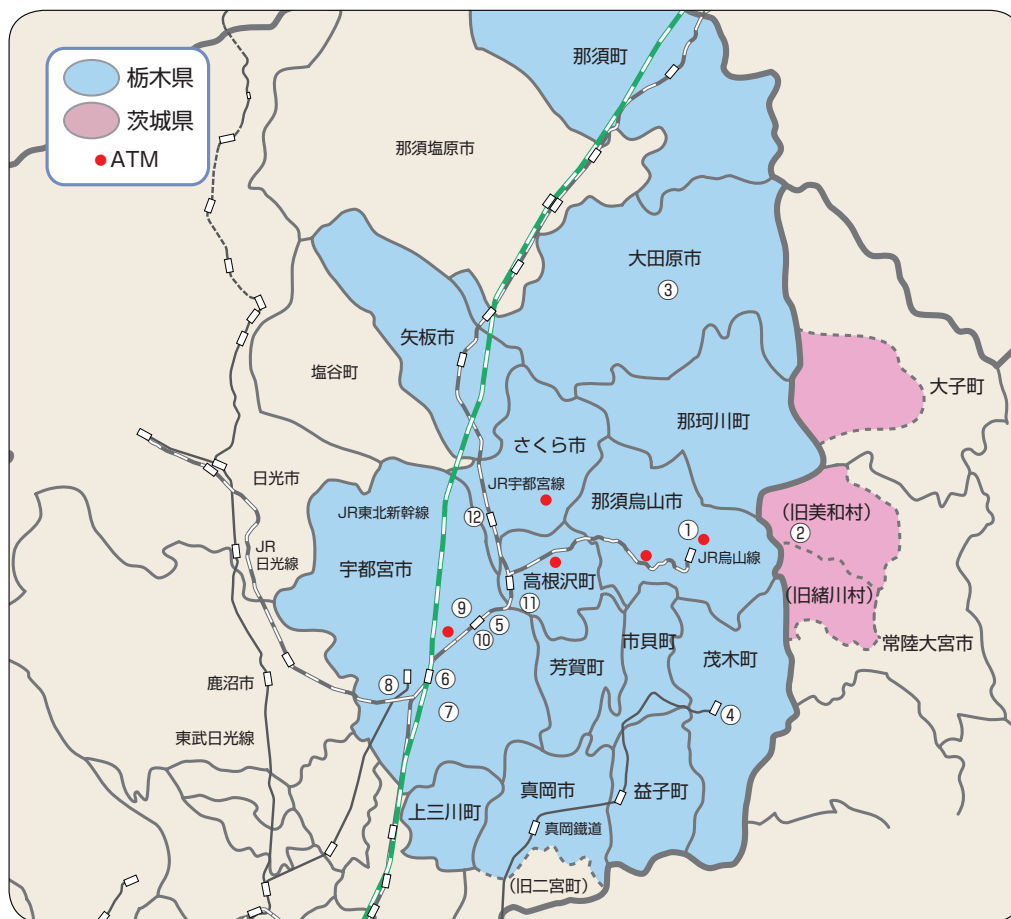 栃木県
茨城県
ATM
那須町
那須塩原市
大田原市
③
矢板市
塩谷町
大子町
那珂川町
さくら市
JR宇都宮線
日光市
那須烏山市
(旧美和村)
②
JR東北新幹線
⑫
①
JR烏山線
JR
日光線
宇都宮市
高根沢町
⑪
(旧緒川村)
⑨
⑤
⑩
常陸大宮市
市貝町
芳賀町
茂木町
鹿沼市
⑧
⑥
⑦
④
東武日光線
真岡市
益子町
上三川町
真岡鐵道
(旧二宮町)